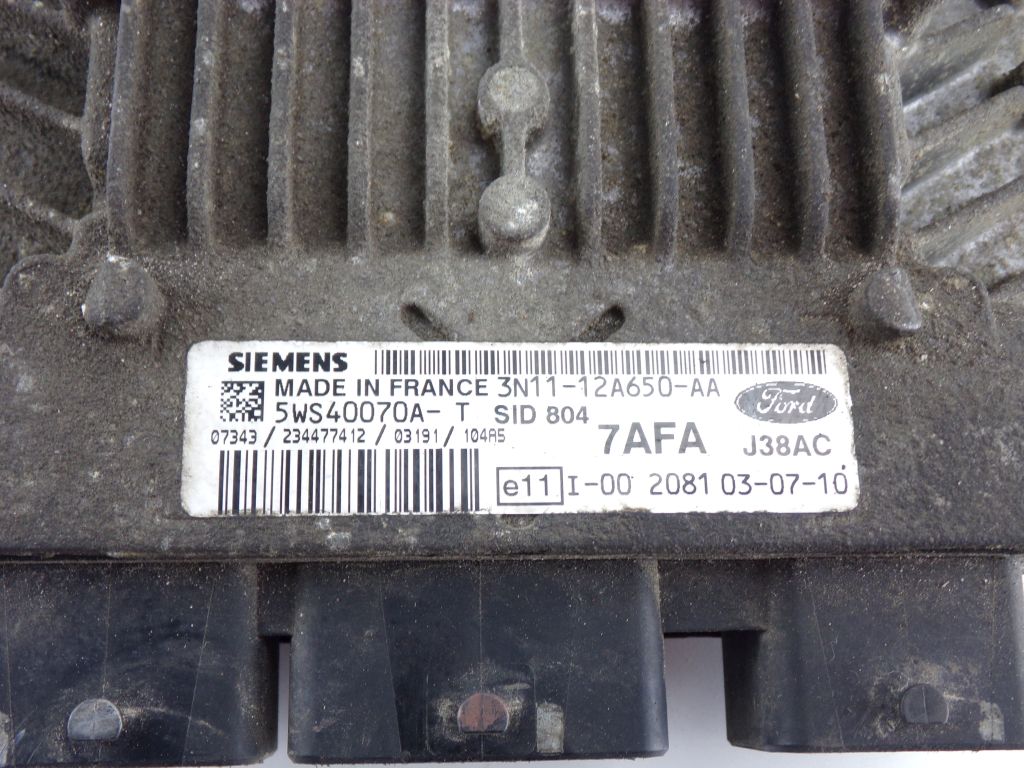 SIEMENS
MADE IN FRANCE 3N11-12A650-AA
5WS40070A-T SID 804
Ford
07343/234477412/03191/104A5
7AFA J38AC
e11 I-00 2081 03-07-10